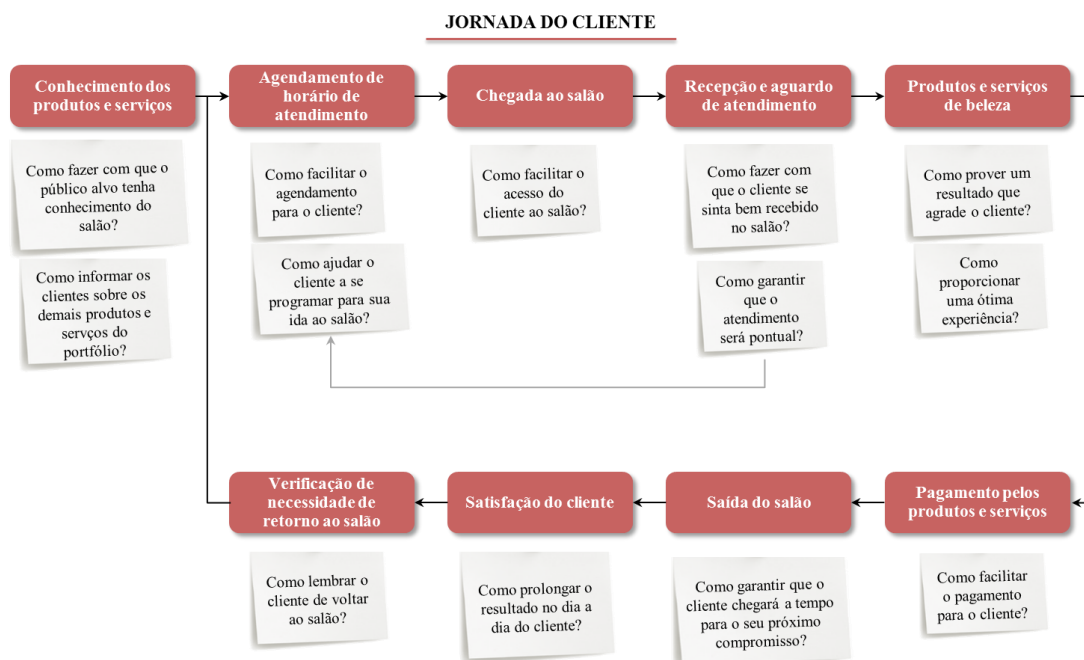 JORNADA DO CLIENTE
Conhecimento dos
produtos e serviços
Agendamento de
horário de
atendimento
Chegada ao salão
Recepção e aguardo
de atendimento
Produtos e serviços
de beleza
Como fazer com que o
público alvo tenha
conhecimento do
salão?
Como informar os
clientes sobre os
demais produtos e
serviços do
portfólio?
Como facilitar o
agendamento
para o cliente?
Como ajudar o
cliente a se
programar para sua
ida ao salão?
Como facilitar o
acesso do
cliente ao salão?
Como fazer com
que o cliente se
sinta bem recebido
no salão?
Como garantir
que o
atendimento
será pontual?
Como prover um
resultado que
agrade o cliente?
Como
proporcionar
uma ótima
experiência?
Verificação de
necessidade de
retorno ao salão
Satisfação do cliente
Saída do salão
Pagamento pelos
produtos e serviços
Como lembrar o
cliente de voltar
ao salão?
Como prolongar o
resultado no dia a
dia do cliente?
Como garantir que o
cliente chegará a tempo
para o seu próximo
compromisso?
Como facilitar
o pagamento
para o cliente?